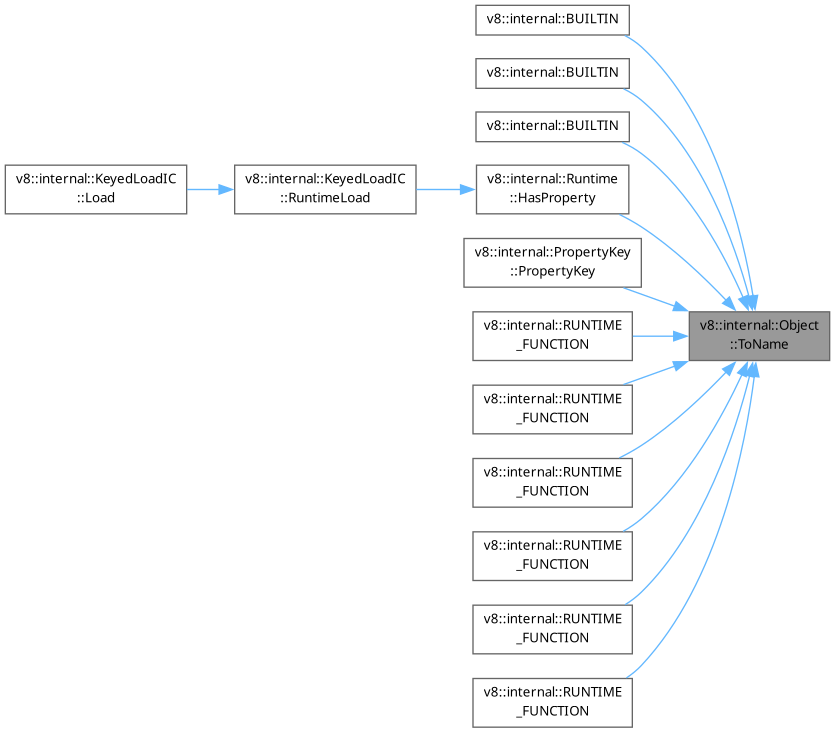 v8::internal::BUILTIN
v8::internal::BUILTIN
v8::internal::BUILTIN
v8::internal::KeyedLoadIC
::Load
v8::internal::KeyedLoadIC
::RuntimeLoad
v8::internal::Runtime
::HasProperty
v8::internal::PropertyKey
::PropertyKey
v8::internal::RUNTIME
_FUNCTION
v8::internal::Object
::ToName
v8::internal::RUNTIME
_FUNCTION
v8::internal::RUNTIME
_FUNCTION
v8::internal::RUNTIME
_FUNCTION
v8::internal::RUNTIME
_FUNCTION
v8::internal::RUNTIME
_FUNCTION